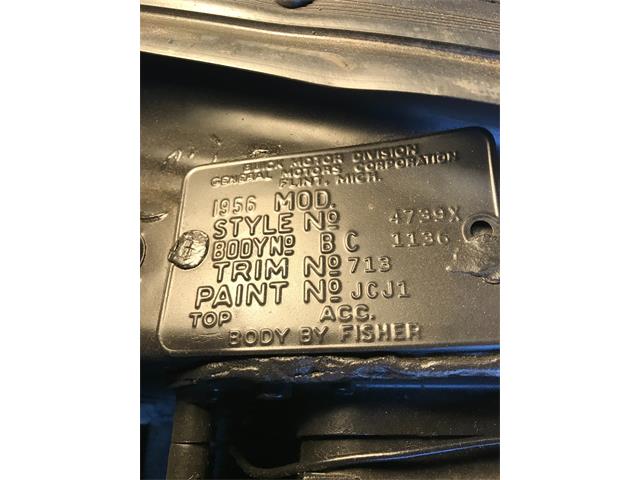 BUICK MOTOR DIVISION
GENERAL MOTORS CORPORATION
FLINT, MICH.
1956 MOD.
STYLE Nº 4739X
BODY Nº BC 1136
TRIM Nº 713
PAINT Nº JCJ1
TOP ACC.
BODY BY FISHER